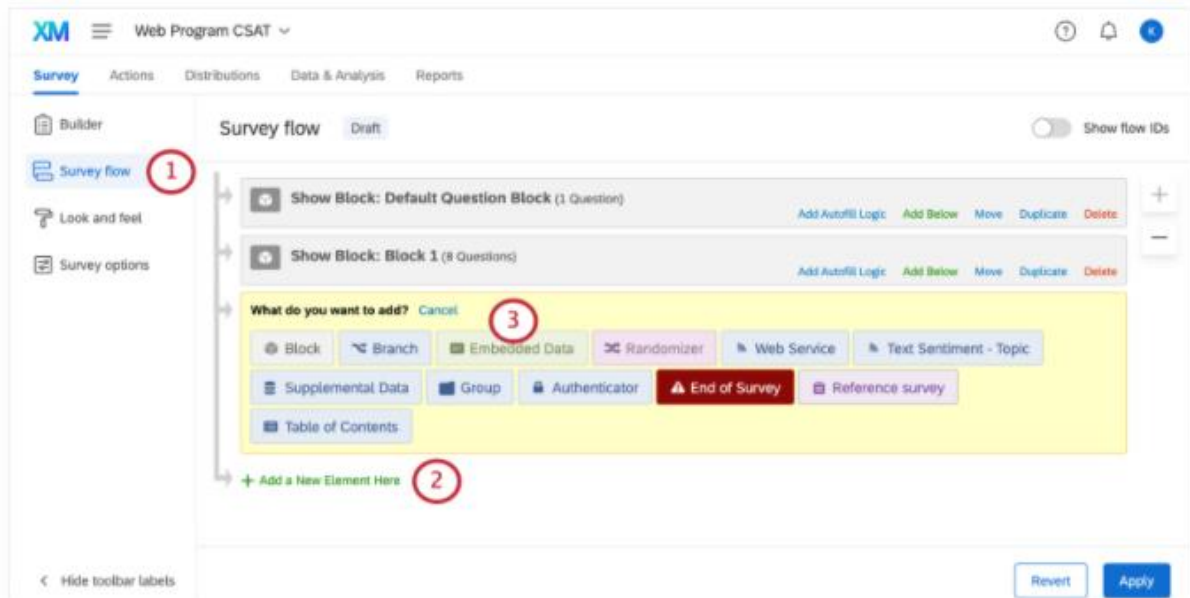 XM Web Program CSAT ? K
Survey Actions Distributions Data & Analysis Reports
Builder
Survey flow 1
Look and feel
Survey options
Survey flow Draft Show flow IDs
Show Block: Default Question Block (1 Question)
Add Autofill Logic Add Below Move Duplicate Delete
Show Block: Block 1 (8 Questions)
Add Autofill Logic Add Below Move Duplicate Delete
What do you want to add? Cancel 3
Block Branch Embedded Data Randomizer Web Service Text Sentiment - Topic
Supplemental Data Group Authenticator End of Survey Reference survey
Table of Contents
+ Add a New Element Here 2
< Hide toolbar labels Revert Apply